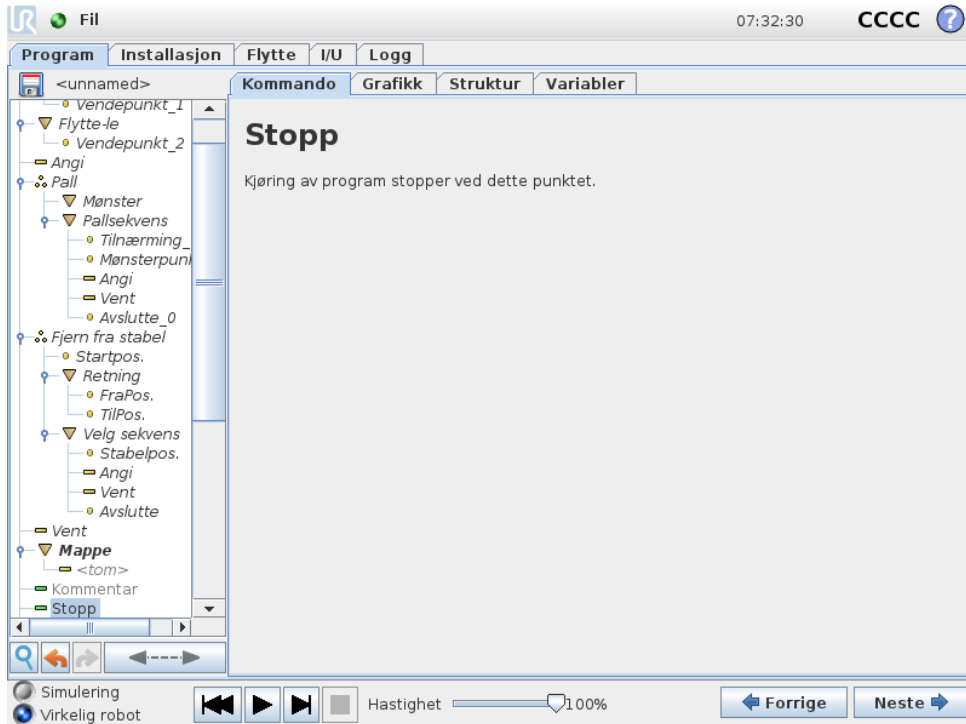 UR Fil 07:32:30 CCCC ?
Program Installasjon Flytte I/U Logg
<unnamed> Kommando Grafikk Struktur Variabler
Vendepunkt_1
Flytte-le
Vendepunkt_2
Angi
Pall
Mønster
Pallsekvens
Tilnærming_
Mønsterpunl
Angi
Vent
Avslutte_0
Fjern fra stabel
Startpos.
Retning
FraPos.
TilPos.
Velg sekvens
Stabelpos.
Angi
Vent
Avslutte
Vent
Mappe
<tom>
Kommentar
Stopp
Stopp
Kjøring av program stopper ved dette punktet.
Simulering
Virkelig robot
Hastighet 100%
Forrige Neste